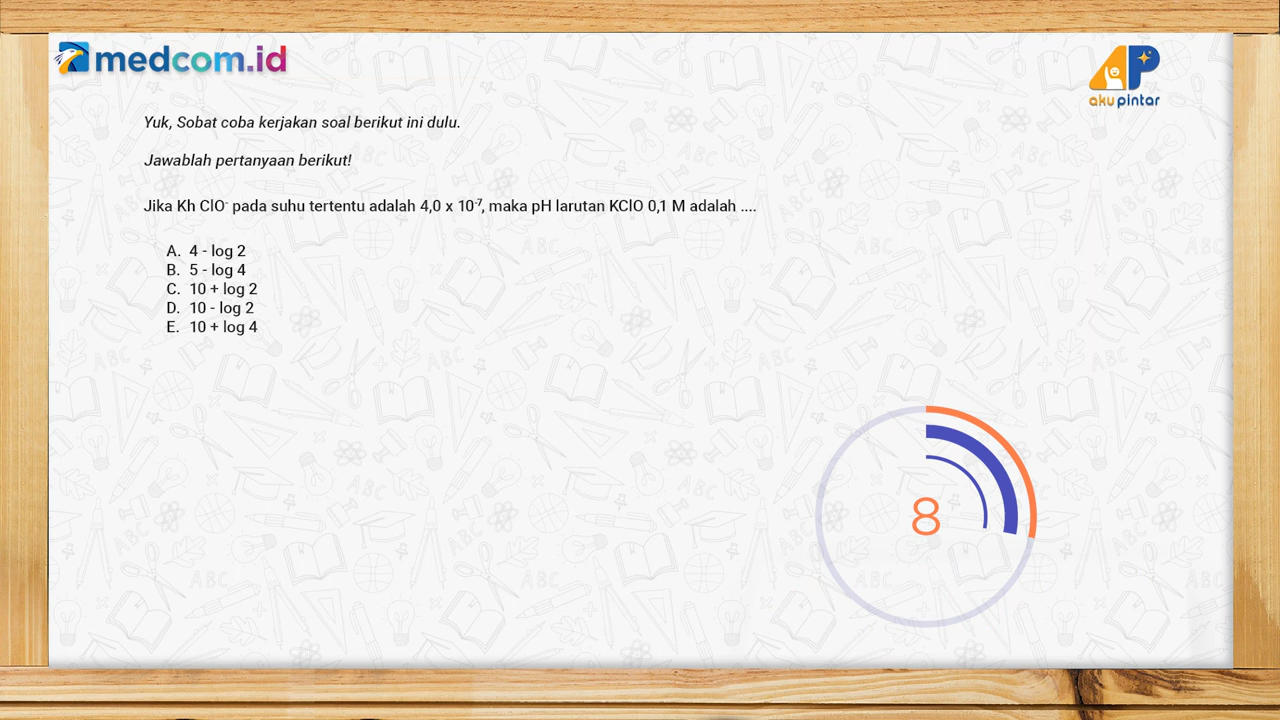 medcom.id
aku pintar
Yuk, Sobat coba kerjakan soal berikut ini dulu.
Jawablah pertanyaan berikut!
Jika Kh ClO⁻ pada suhu tertentu adalah 4,0 x 10⁻⁷, maka pH larutan KClO 0,1 M adalah ....
A. 4 - log 2
B. 5 - log 4
C. 10 + log 2
D. 10 - log 2
E. 10 + log 4
8